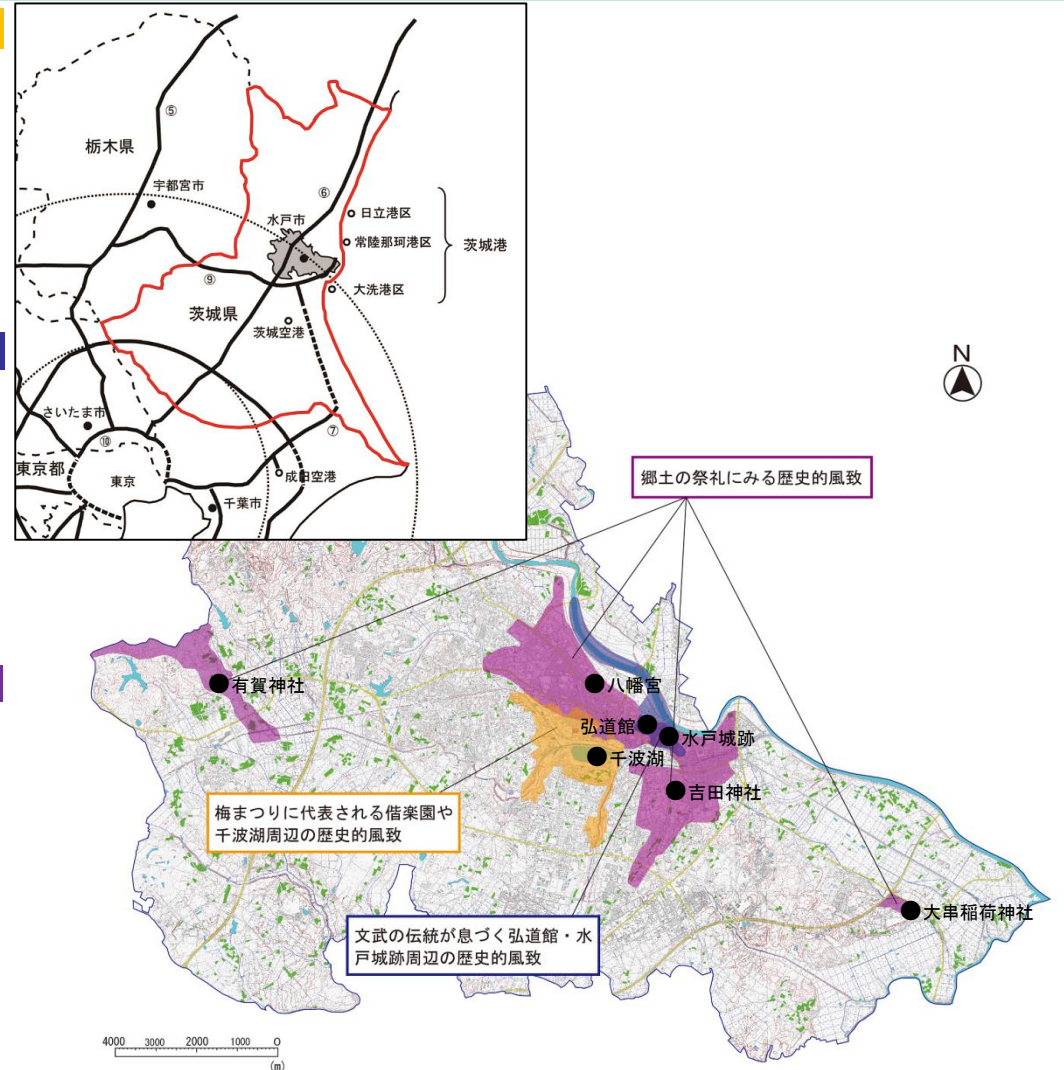 ⑤
栃木県
宇都宮市
⑥
水戸市
日立港区
常陸那珂港区
茨城港
⑨
大洗港区
茨城県
茨城空港
さいたま市
⑩
⑦
東京都
東京
成田空港
千葉市
N
郷土の祭礼にみる歴史的風致
有賀神社
八幡宮
弘道館
水戸城跡
千波湖
吉田神社
梅まつりに代表される偕楽園や
千波湖周辺の歴史的風致
大串稲荷神社
文武の伝統が息づく弘道館・水
戸城跡周辺の歴史的風致
4000 3000 2000 1000 0
(m)